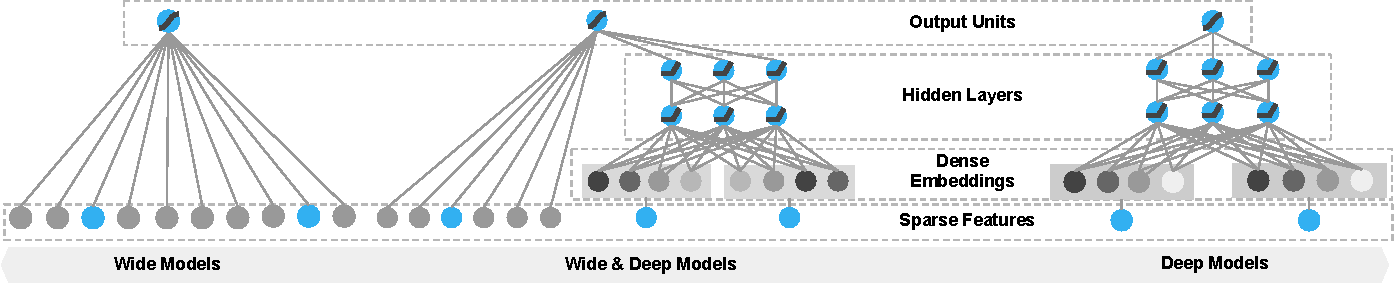 Output Units
Hidden Layers
Dense
Embeddings
Sparse Features
Wide Models
Wide & Deep Models
Deep Models